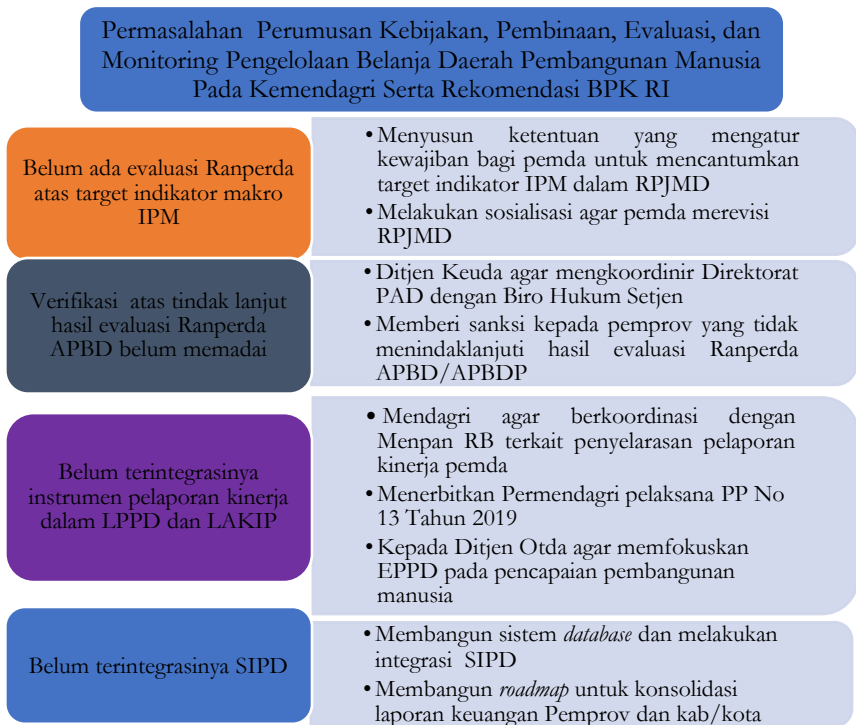 Permasalahan Perumusan Kebijakan, Pembinaan, Evaluasi, dan
Monitoring Pengelolaan Belanja Daerah Pembangunan Manusia
Pada Kemendagri Serta Rekomendasi BPK RI
Belum ada evaluasi Ranperda
atas target indikator makro
IPM
• Menyusun ketentuan yang mengatur
kewajiban bagi pemda untuk mencantumkan
target indikator IPM dalam RPJMD
• Melakukan sosialisasi agar pemda merevisi
RPJMD
Verifikasi atas tindak lanjut
hasil evaluasi Ranperda
APBD belum memadai
• Ditjen Keuda agar mengkoordinir Direktorat
PAD dengan Biro Hukum Setjen
• Memberi sanksi kepada pemprov yang tidak
menindaklanjuti hasil evaluasi Ranperda
APBD/APBDP
Belum terintegrasinya
instrumen pelaporan kinerja
dalam LPPD dan LAKIP
• Mendagri agar berkoordinasi dengan
Menpan RB terkait penyelarasan pelaporan
kinerja pemda
• Menerbitkan Permendagri pelaksana PP No
13 Tahun 2019
• Kepada Ditjen Otda agar memfokuskan
EPPD pada pencapaian pembangunan
manusia
Belum terintegrasinya SIPD
• Membangun sistem database dan melakukan
integrasi SIPD
• Membangun roadmap untuk konsolidasi
laporan keuangan Pemprov dan kab/kota